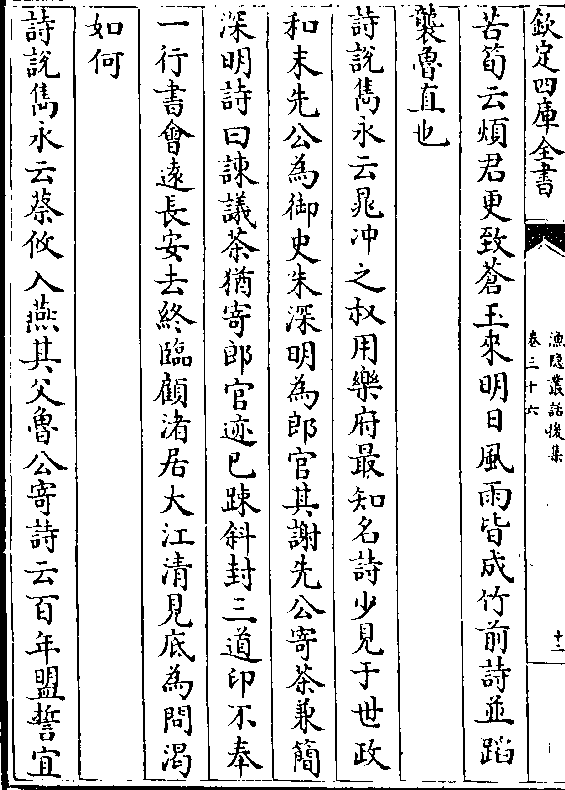 欽定四庫全書
漁隱叢話後集
卷三十六
十三
苦筍云煩君更致蒼玉來明日風雨皆成竹前詩並蹈
襲魯直也
詩說雋永云晁冲之叔用樂府最知名詩少見于世政
和末先公為御史朱深明為郎官其謝先公寄茶兼簡
深明詩曰諫議茶猶寄郎官迹已踈斜封三道印不奉
一行書會遠長安去終臨顧渚居大江清見底為問渴
如何
詩說雋永云蔡攸入燕其父魯公寄詩云百年盟誓宜